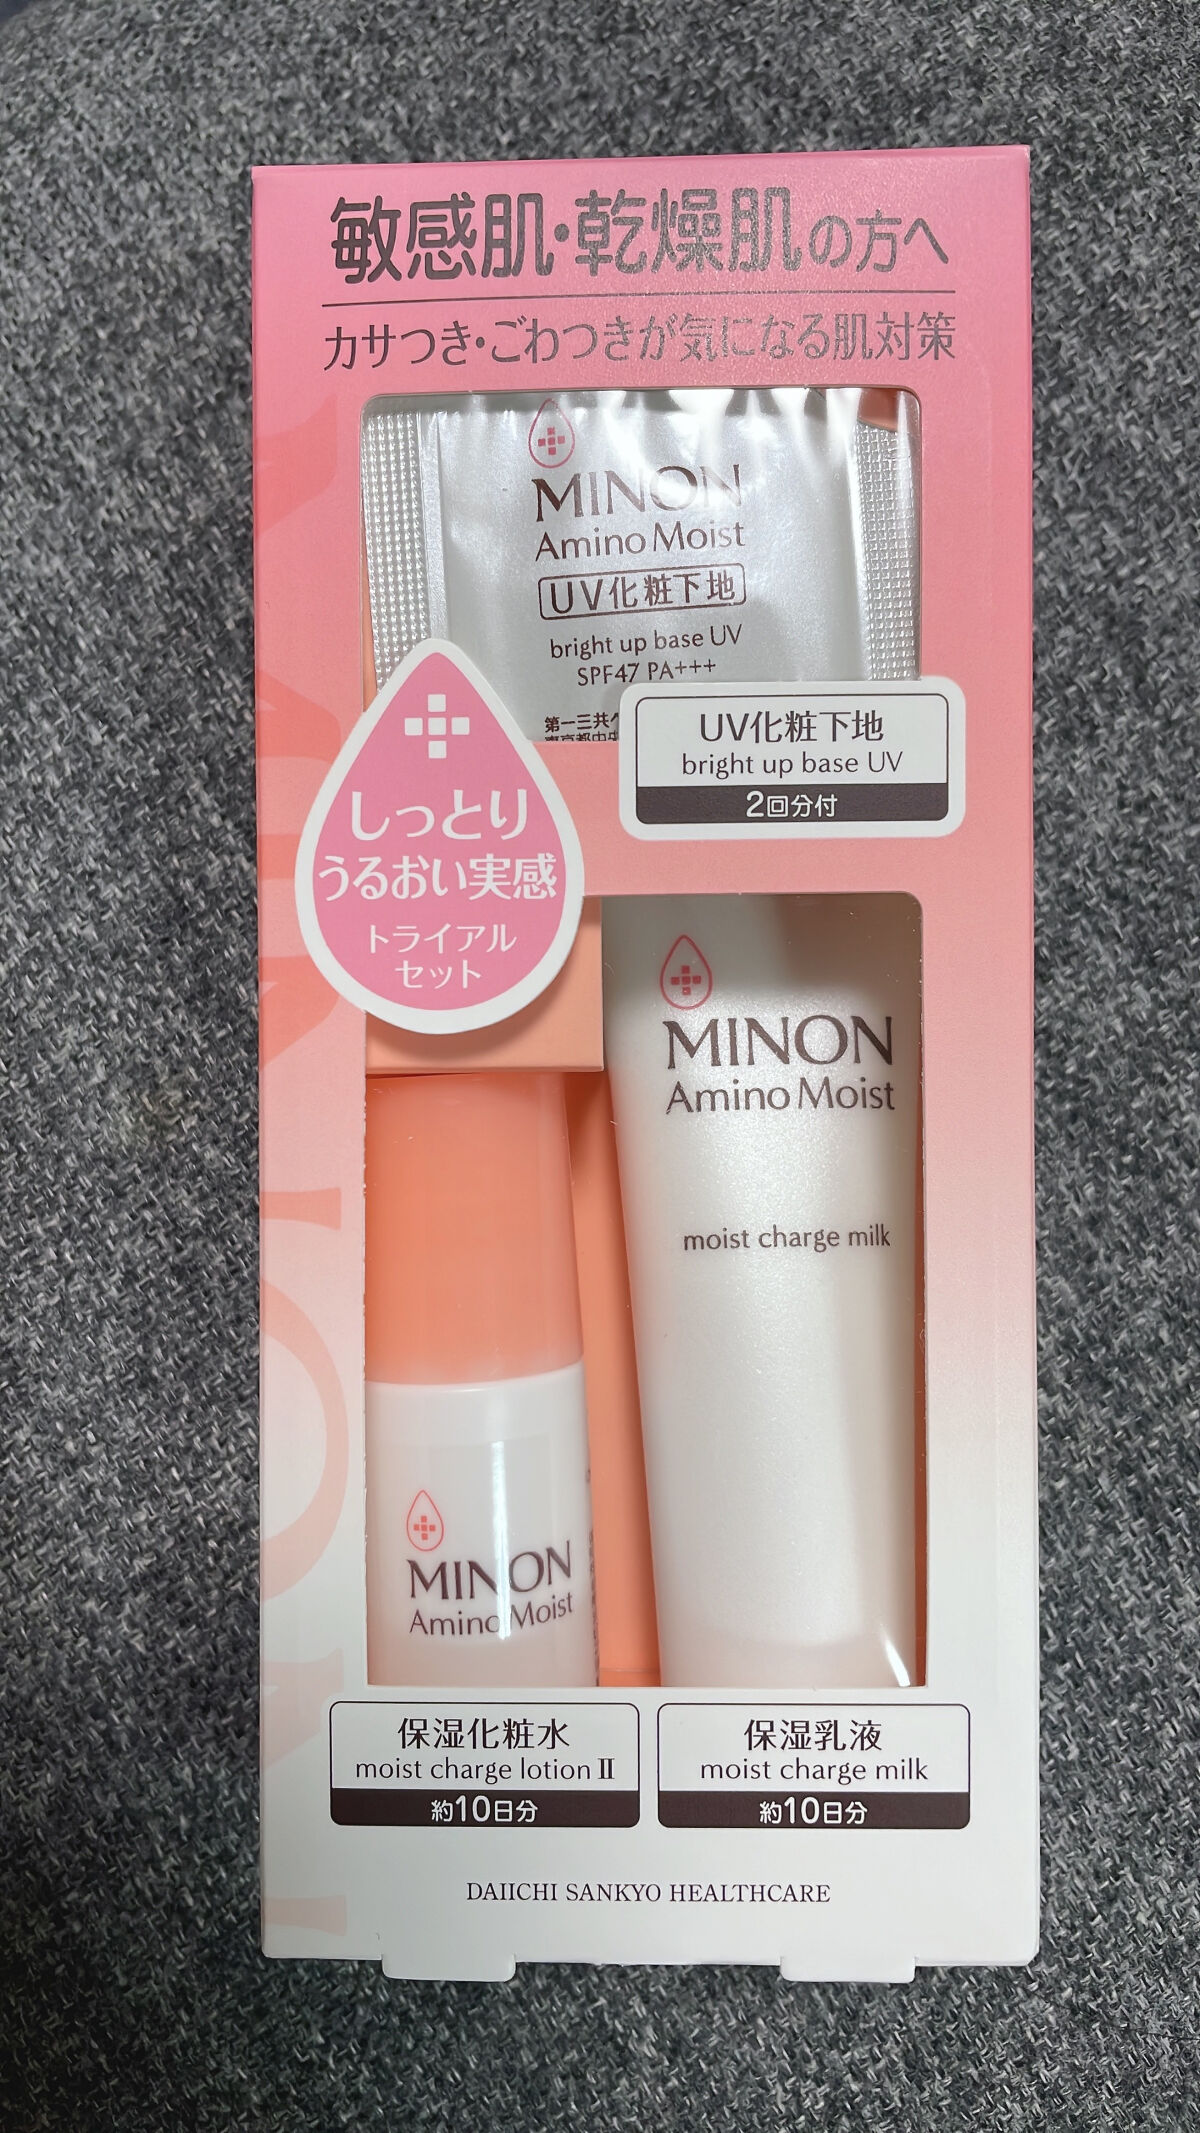 敏感肌・乾燥肌の方へ
カサつき・ごわつきが気になる肌対策
MINON
Amino Moist
UV化粧下地
bright up base UV
SPF47 PA+++
第一三共ヘ
UV化粧下地
bright up base UV
2回分付
しっとり
うるおい実感
トライアル
セット
MINON
Amino Moist
moist charge milk
MINON
Amino Moist
保湿化粧水
moist charge lotion Ⅱ
約10日分
保湿乳液
moist charge milk
約10日分
DAIICHI SANKYO HEALTHCARE